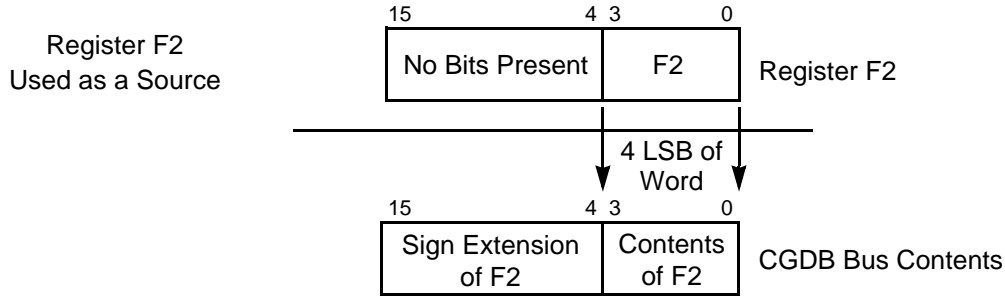 15 4 3 0
Register F2
Used as a Source
No Bits Present F2 Register F2
4 LSB of
Word
15 4 3 0
Sign Extension
of F2
Contents
of F2
CGDB Bus Contents